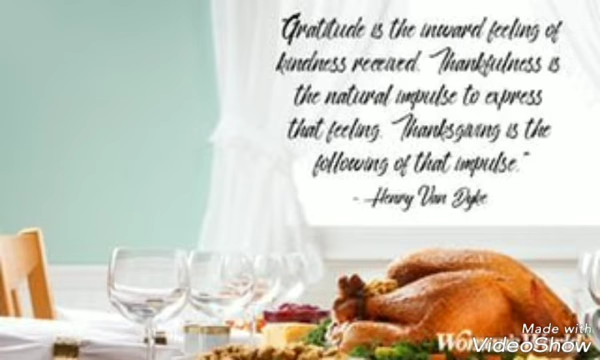 Gratitude is the inward feeling of
kindness received. Thankfulness is
the natural impulse to express
that feeling. Thanksgiving is the
following of that impulse."
- Henry Van Dyke
Made with
VideoShow